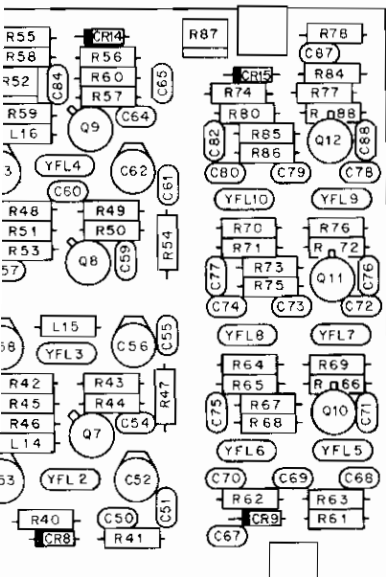 R55 CR14 R87 R78
R58 R56 C87
R52 C84 R60 C65 CR15 R84
R57 R74 R77
R59 C64 R80 R 88
L16 Q9 C82 R85 Q12 C88
R86
3 YFL4 C62 C80 C79 C78
C60 C61 YFL10 YFL9
R48 R49 R70 R76
R51 R50 R54 R71 R 72
R53 Q8 C59 C77 R73 Q11 C76
57 R75
C74 C73 C72
L15 C55 YFL8 YFL7
58 YFL3 C56
R42 R43 R47 R64 R69
R45 R44 R65 R 66
R46 C54 C75 R67 Q10 C71
L14 Q7 R68
YFL6 YFL5
53 YFL2 C52 C70 C69 C68
C51 R62 R63
R40 C50 CR9 R61
CR8 R41 C67